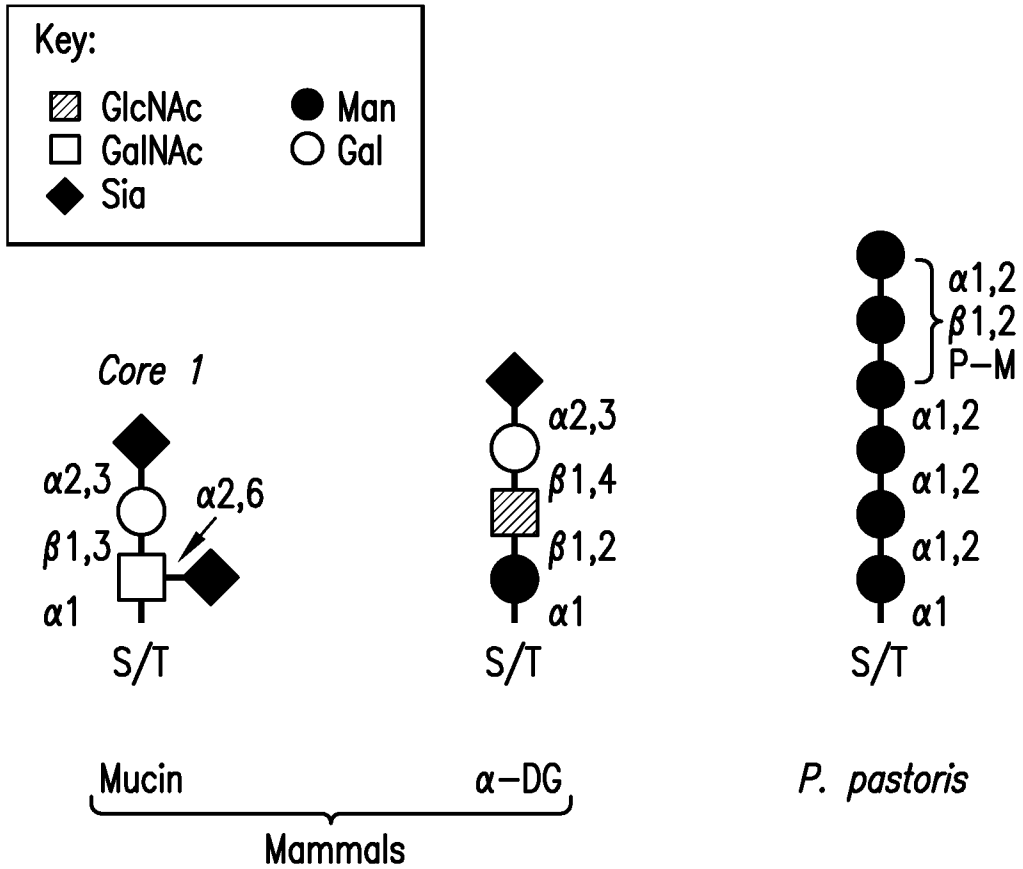 Key:
GlcNAc
Man
GalNAc
Gal
Sia
Core 1
α2,3
α2,6
β1,3
α1
S/T
Mucin
α2,3
β1,4
β1,2
α1
S/T
α-DG
Mammals
α1,2
β1,2
P-M
α1,2
α1,2
α1,2
α1
S/T
P. pastoris